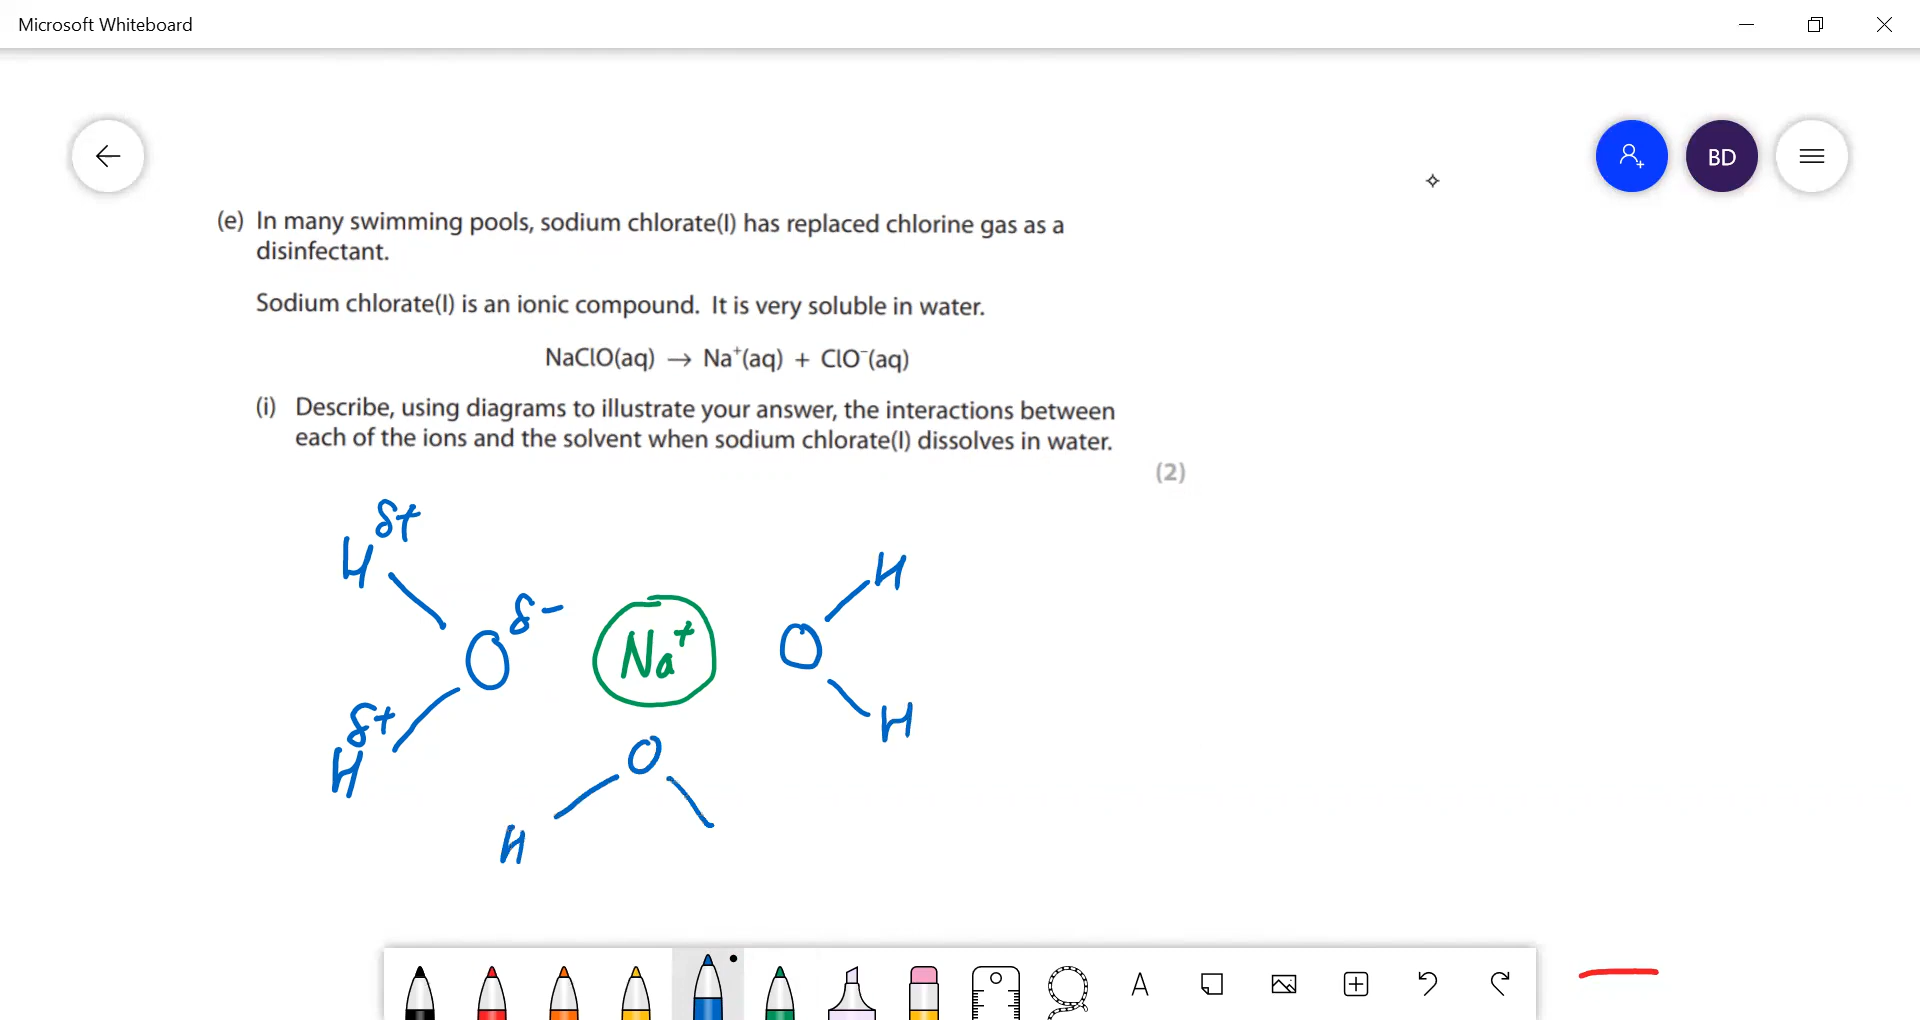 Microsoft Whiteboard
BD
(e) In many swimming pools, sodium chlorate(I) has replaced chlorine gas as a
disinfectant.
Sodium chlorate(I) is an ionic compound. It is very soluble in water.
NaClO(aq) → Na⁺(aq) + ClO⁻(aq)
(i) Describe, using diagrams to illustrate your answer, the interactions between
each of the ions and the solvent when sodium chlorate(I) dissolves in water.
(2)
δ+
H
H
δ-
O
Na⁺
O
δ+
H
H
O
H
A